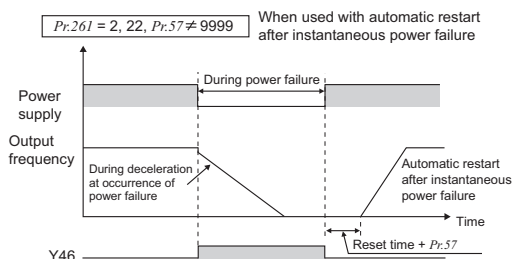 Pr.261 = 2, 22, Pr.57≠9999
When used with automatic restart
after instantaneous power failure
During power failure
Power
supply
Output
frequency
During deceleration
at occurrence of
power failure
Automatic restart
after instantaneous
power failure
Time
Reset time + Pr.57
Y46